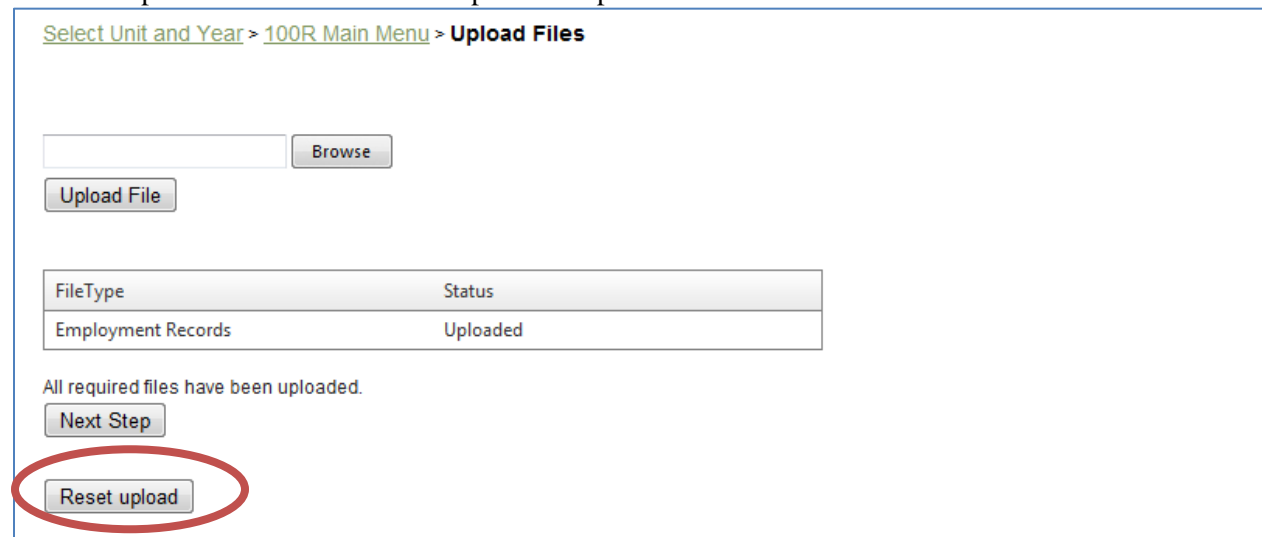 Select Unit and Year > 100R Main Menu > Upload Files
Browse
Upload File
FileType Status
Employment Records Uploaded
All required files have been uploaded.
Next Step
Reset upload